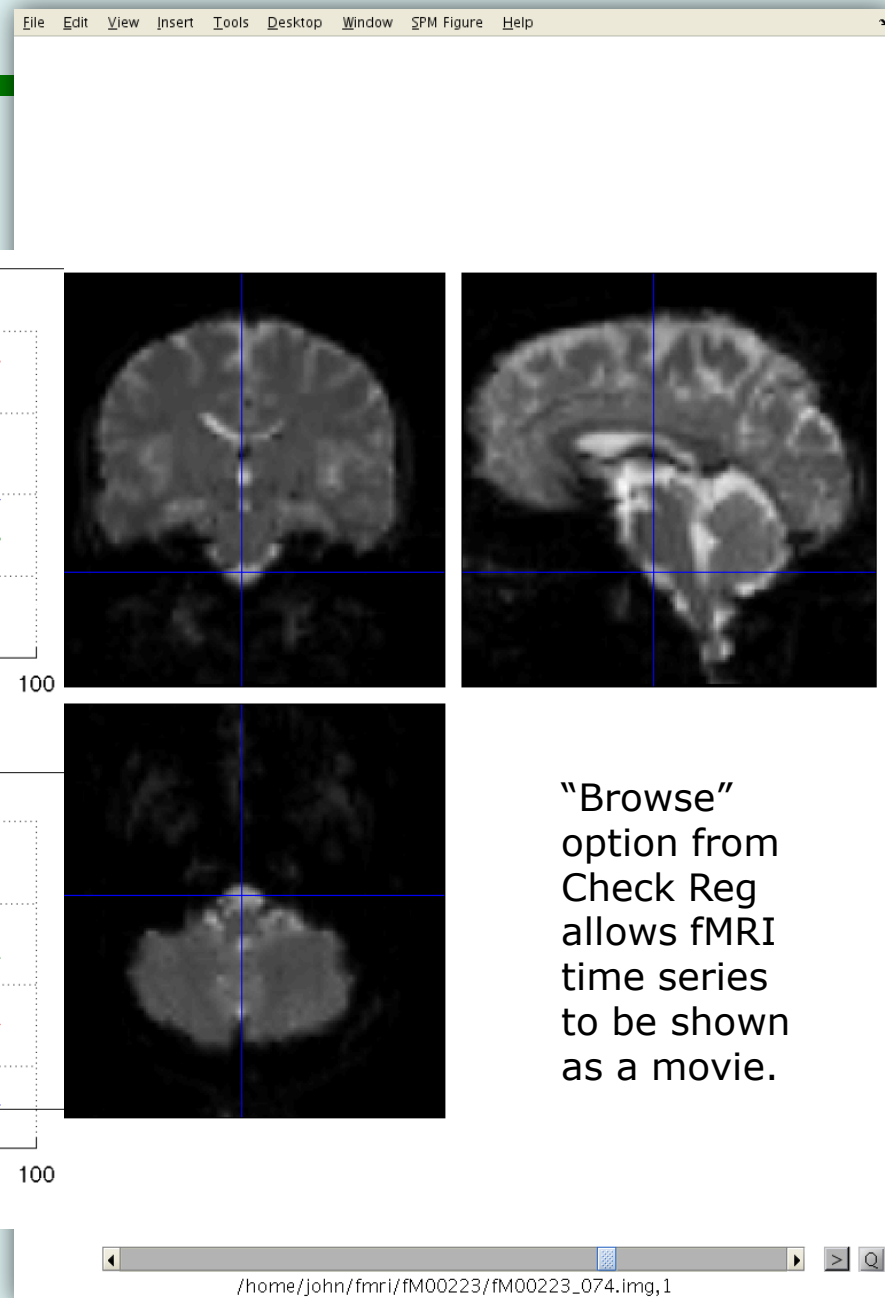 File Edit View Insert Tools Desktop Window SPM Figure Help
100
“Browse”
option from
Check Reg
allows fMRI
time series
to be shown
as a movie.
100
> Q
/home/john/fmri/fM00223/fM00223_074.img,1